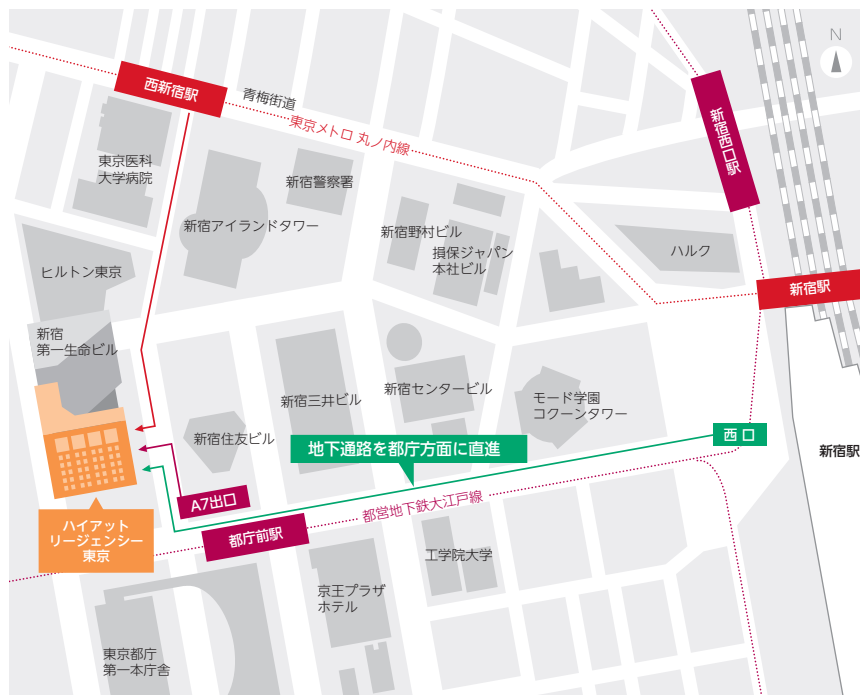 N
西新宿駅
青梅街道
東京メトロ 丸ノ内線
新宿西口駅
東京医科
大学病院
新宿警察署
新宿アイランドタワー
新宿野村ビル
損保ジャパン
本社ビル
ハルク
ヒルトン東京
新宿駅
新宿
第一生命ビル
新宿三井ビル
新宿センタービル
モード学園
コクーンタワー
新宿住友ビル
西口
地下通路を都庁方面に直進
新宿駅
A7出口
都営地下鉄大江戸線
ハイアット
リージェンシー
東京
都庁前駅
工学院大学
京王プラザ
ホテル
東京都庁
第一本庁舎